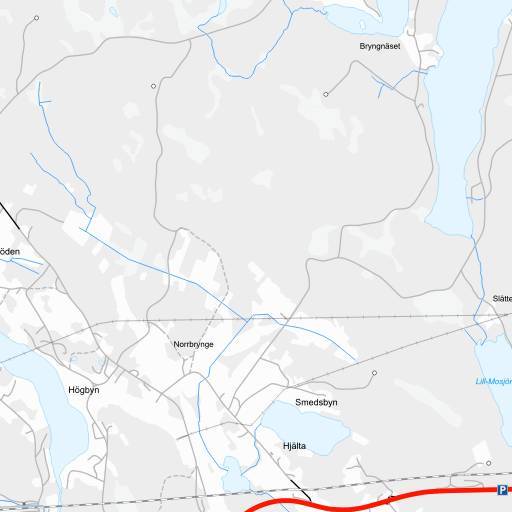 Bryngnäset
öden
Slätte
Norrbrynge
Lill-Mosjön
Högbyn
Smedsbyn
Hjälta
P